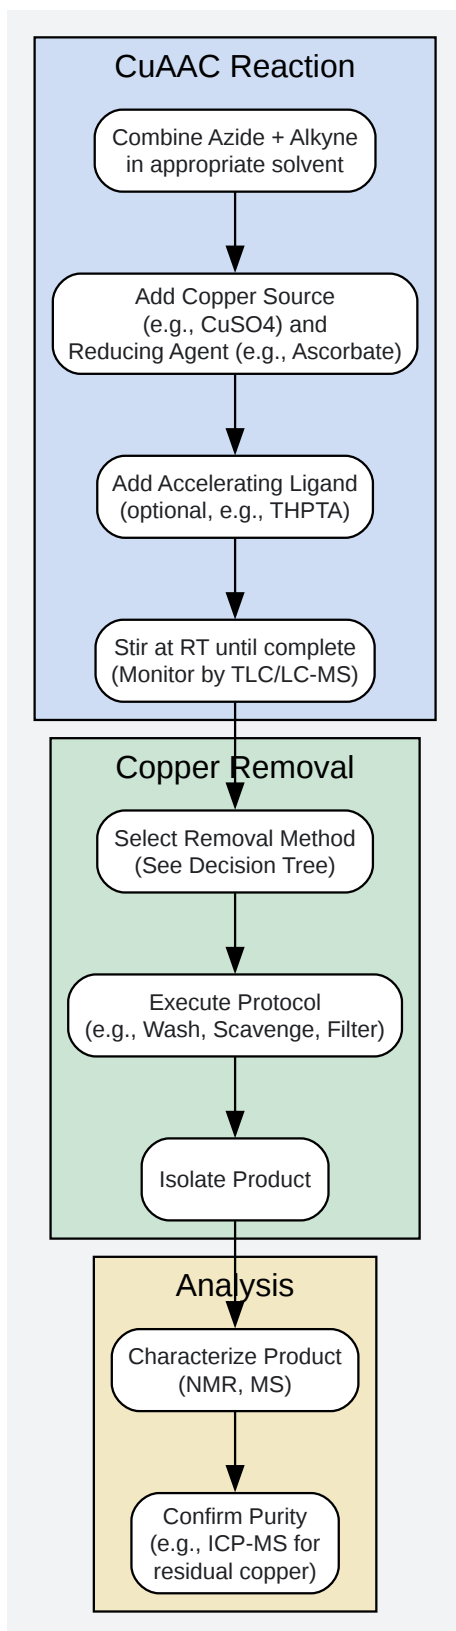 CuAAC Reaction
Combine Azide + Alkyne
in appropriate solvent
Add Copper Source
(e.g., CuSO4) and
Reducing Agent (e.g., Ascorbate)
Add Accelerating Ligand
(optional, e.g., THPTA)
Stir at RT until complete
(Monitor by TLC/LC-MS)
Copper Removal
Select Removal Method
(See Decision Tree)
Execute Protocol
(e.g., Wash, Scavenge, Filter)
Isolate Product
Analysis
Characterize Product
(NMR, MS)
Confirm Purity
(e.g., ICP-MS for
residual copper)